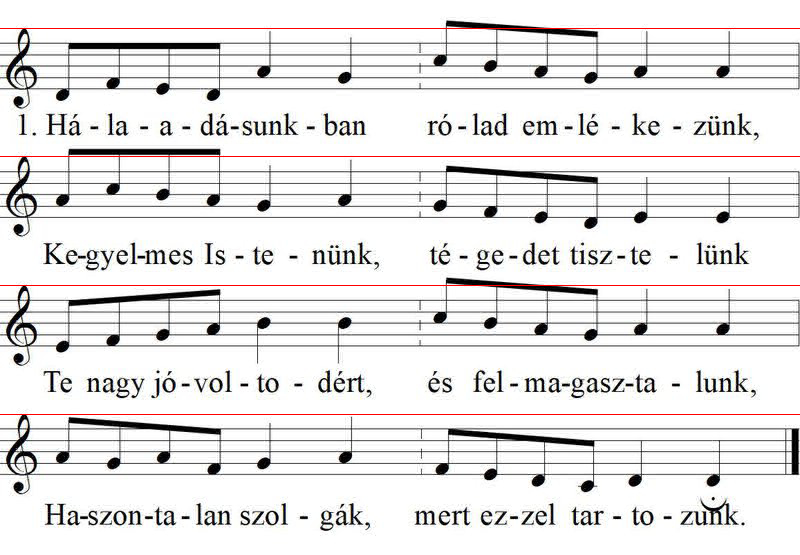 1. Há - la - a - dá-sunk - ban ró - lad em - lé - ke - zünk,
Ke-gyel-mes Is - te - nünk, té - ge - det tisz - te - lünk
Te nagy jó - vol - to - dért, és fel - ma-gasz-ta - lunk,
Ha-szon-ta - lan szol - gák, mert ez - zel tar - to - zunk.